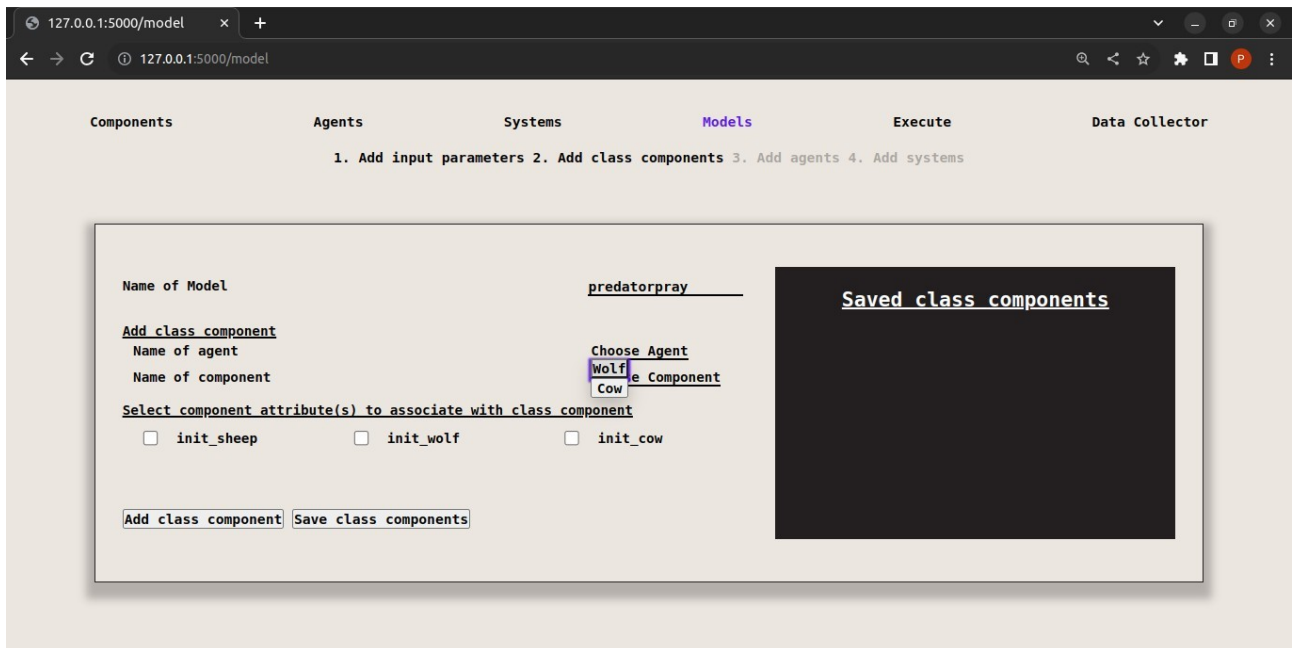 127.0.0.1:5000/model × +
127.0.0.1:5000/model P
Components Agents Systems Models Execute Data Collector
1. Add input parameters 2. Add class components 3. Add agents 4. Add systems
Name of Model predatorpray
Saved class components
Add class component
Name of agent Choose Agent
Wolf
Name of component e Component
Cow
Select component attribute(s) to associate with class component
init_sheep init_wolf init_cow
Add class component Save class components